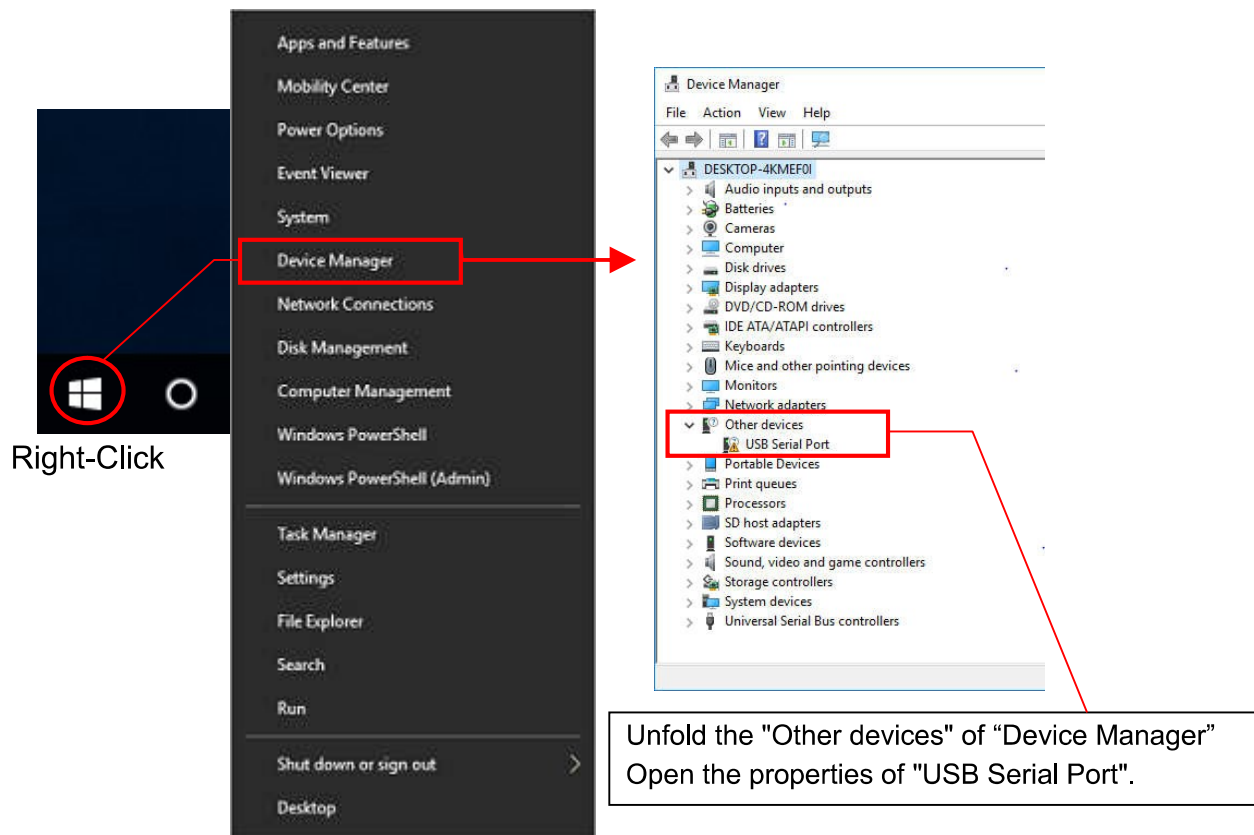 Right-Click
Apps and Features
Mobility Center
Power Options
Event Viewer
System
Device Manager
Network Connections
Disk Management
Computer Management
Windows PowerShell
Windows PowerShell (Admin)
Task Manager
Settings
File Explorer
Search
Run
Shut down or sign out
Desktop
Device Manager
File Action View Help
DESKTOP-4KMEF0I
Audio inputs and outputs
Batteries
Cameras
Computer
Disk drives
Display adapters
DVD/CD-ROM drives
IDE ATA/ATAPI controllers
Keyboards
Mice and other pointing devices
Monitors
Network adapters
Other devices
USB Serial Port
Portable Devices
Print queues
Processors
SD host adapters
Software devices
Sound, video and game controllers
Storage controllers
System devices
Universal Serial Bus controllers
Unfold the "Other devices" of “Device Manager”
Open the properties of "USB Serial Port".